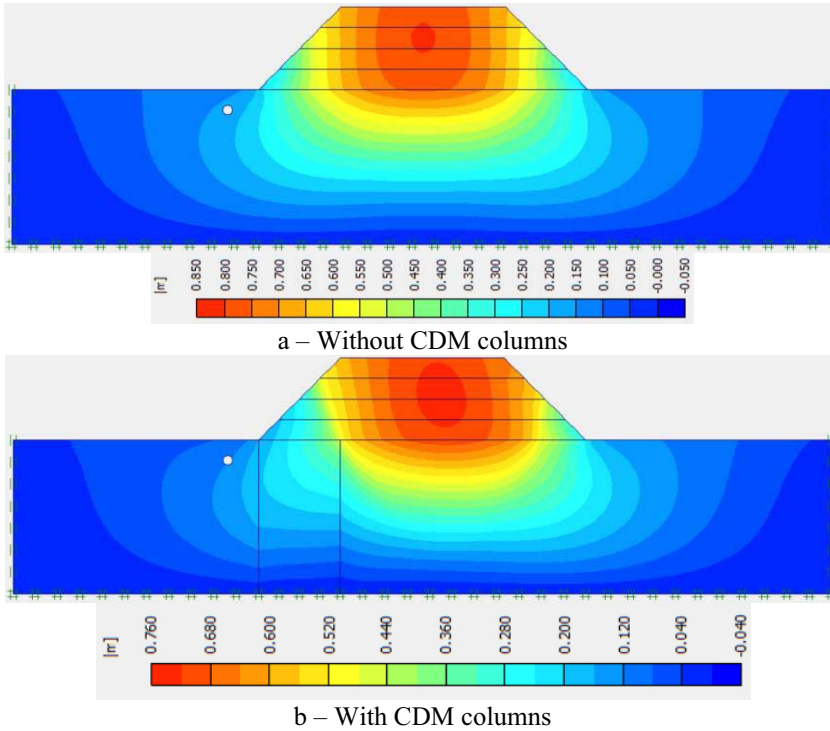 [m]
0.850 0.800 0.750 0.700 0.650 0.600 0.550 0.500 0.450 0.400 0.350 0.300 0.250 0.200 0.150 0.100 0.050 -0.000 -0.050
a – Without CDM columns
[m]
0.760 0.680 0.600 0.520 0.440 0.360 0.280 0.200 0.120 0.040 -0.040
b – With CDM columns